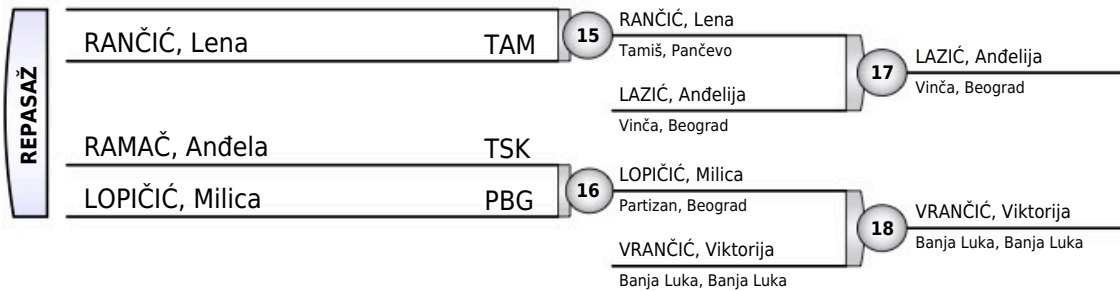 REPASAŽ
RANČIĆ, Lena TAM
15
RANČIĆ, Lena
Tamiš, Pančevo
LAZIĆ, Anđelija
Vinča, Beograd
17
LAZIĆ, Anđelija
Vinča, Beograd
RAMAČ, Anđela TSK
LOPIČIĆ, Milica PBG
16
LOPIČIĆ, Milica
Partizan, Beograd
VRANČIĆ, Viktorija
Banja Luka, Banja Luka
18
VRANČIĆ, Viktorija
Banja Luka, Banja Luka